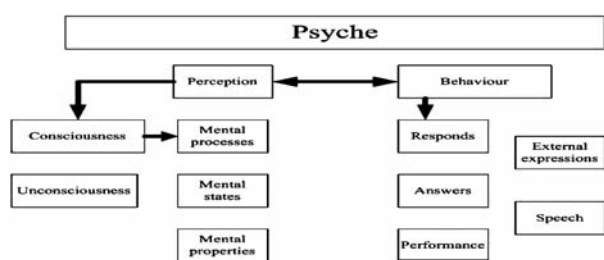 Psyche
Perception
Behaviour
Consciousness
Mental
processes
Responds
External
expressions
Unconsciousness
Mental
states
Answers
Speech
Mental
properties
Performance